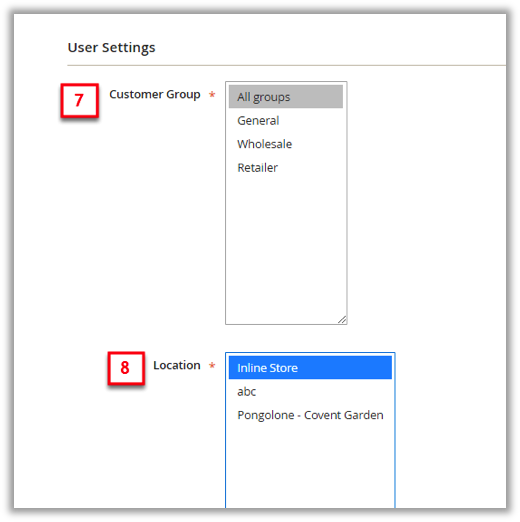 User Settings
7
Customer Group *
All groups
General
Wholesale
Retailer
8
Location *
Inline Store
abc
Pongolone - Covent Garden